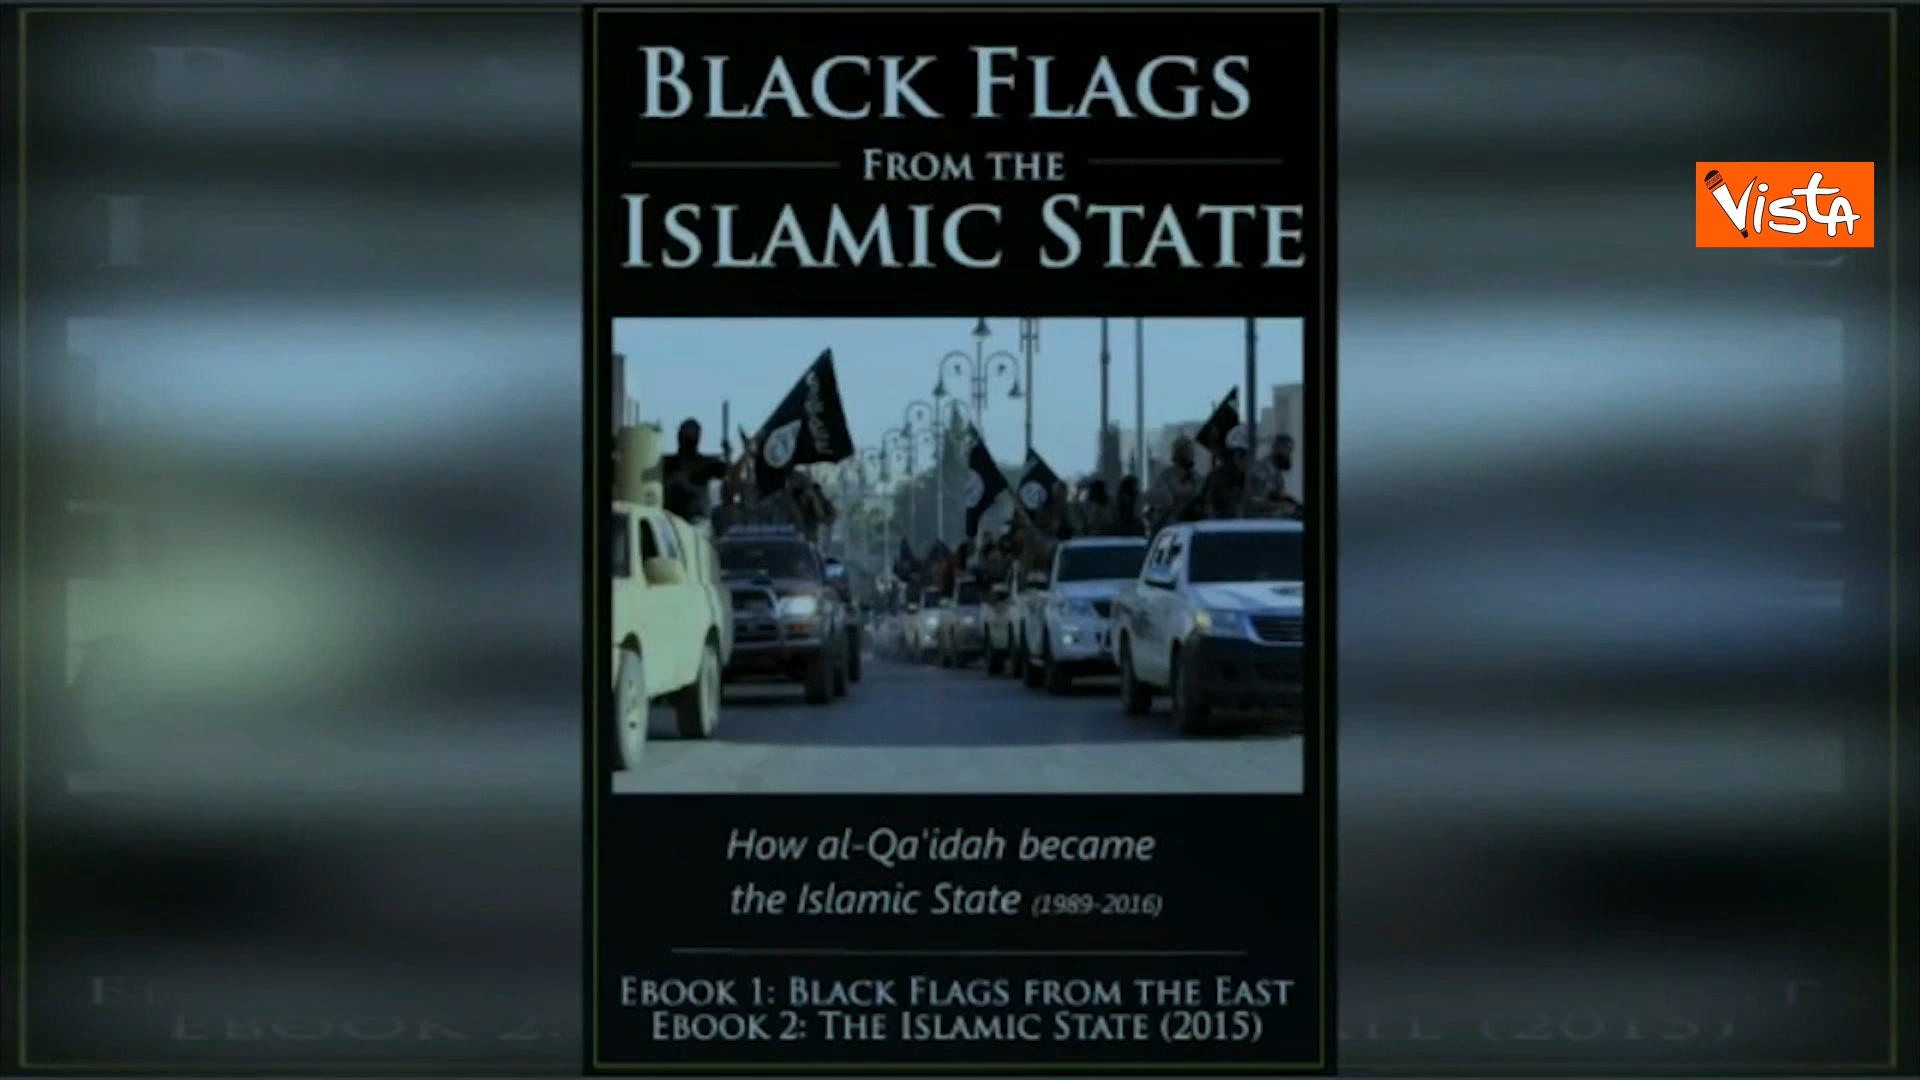 BLACK FLAGS
FROM THE
ISLAMIC STATE
VISTA
How al-Qa'idah became
the Islamic State (1989-2016)
EBOOK 1: BLACK FLAGS FROM THE EAST
EBOOK 2: THE ISLAMIC STATE (2015)